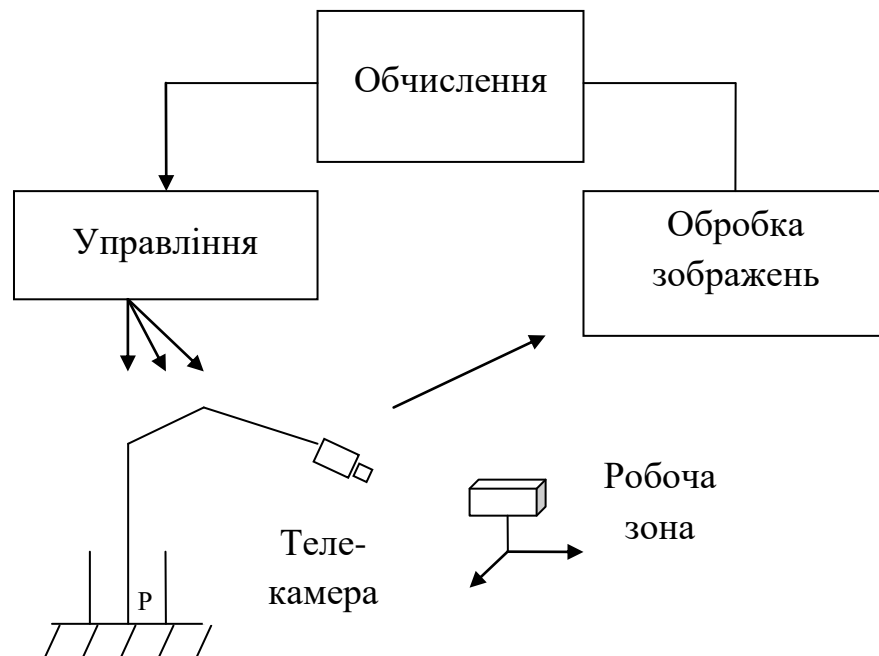 Обчислення
Управління
Обробка
зображень
Робоча
зона
Теле-
камера
Р